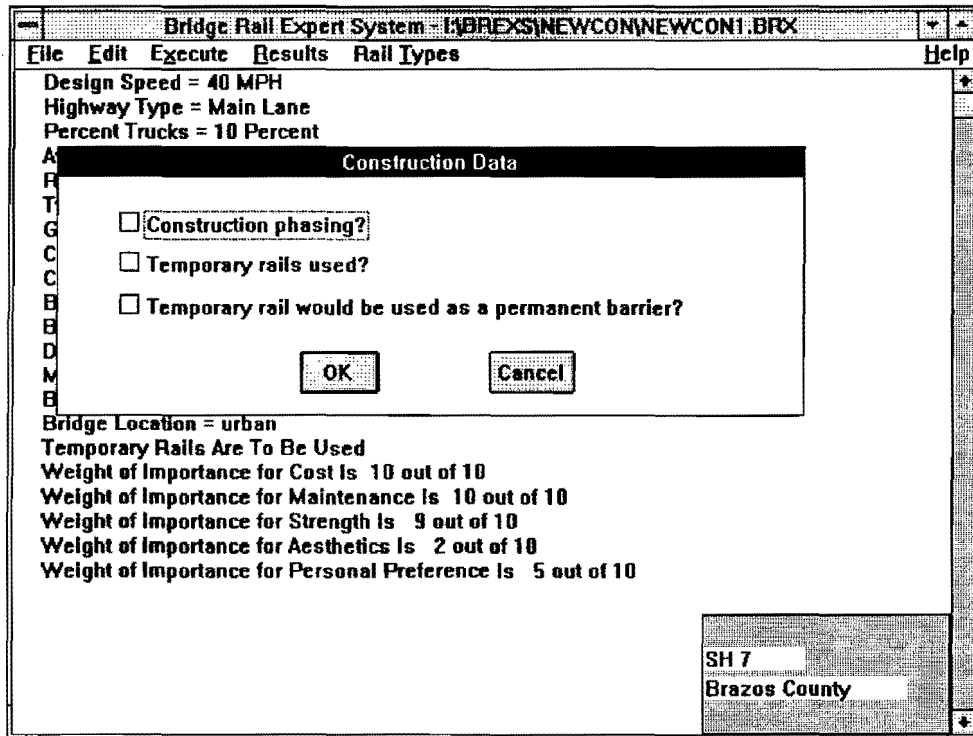 Bridge Rail Expert System - I:\BREXS\NEWCON\NEWCON1.BRX
File Edit Execute Results Rail Types Help
Design Speed = 40 MPH
Highway Type = Main Lane
Percent Trucks = 10 Percent
Construction Data
Construction phasing?
Temporary rails used?
Temporary rail would be used as a permanent barrier?
OK Cancel
Bridge Location = urban
Temporary Rails Are To Be Used
Weight of Importance for Cost Is 10 out of 10
Weight of Importance for Maintenance Is 10 out of 10
Weight of Importance for Strength Is 9 out of 10
Weight of Importance for Aesthetics Is 2 out of 10
Weight of Importance for Personal Preference Is 5 out of 10
SH 7
Brazos County